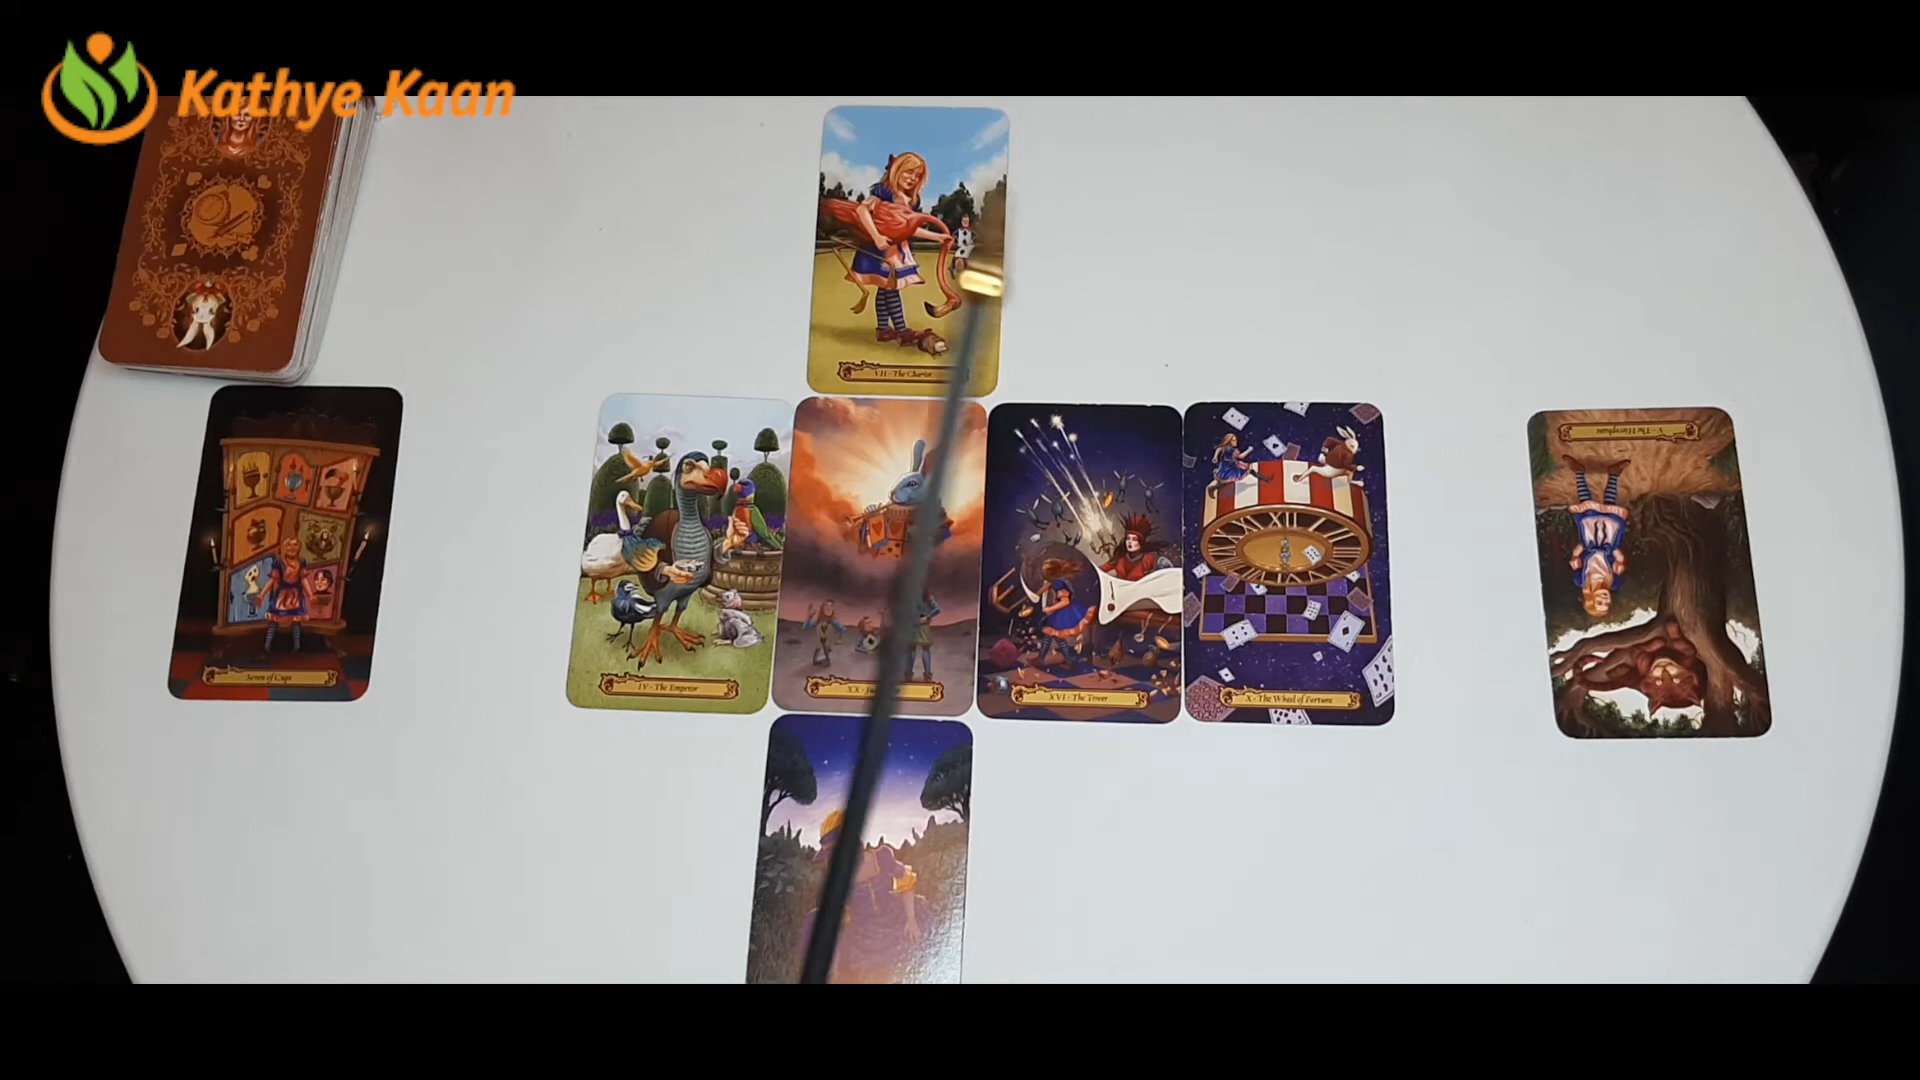 Kathye Kaan
VII - The Chariot
Seven of Cups
IV - The Emperor
XX -
XVI - The Tower
X - The Wheel of Fortune
V - The Hierophant